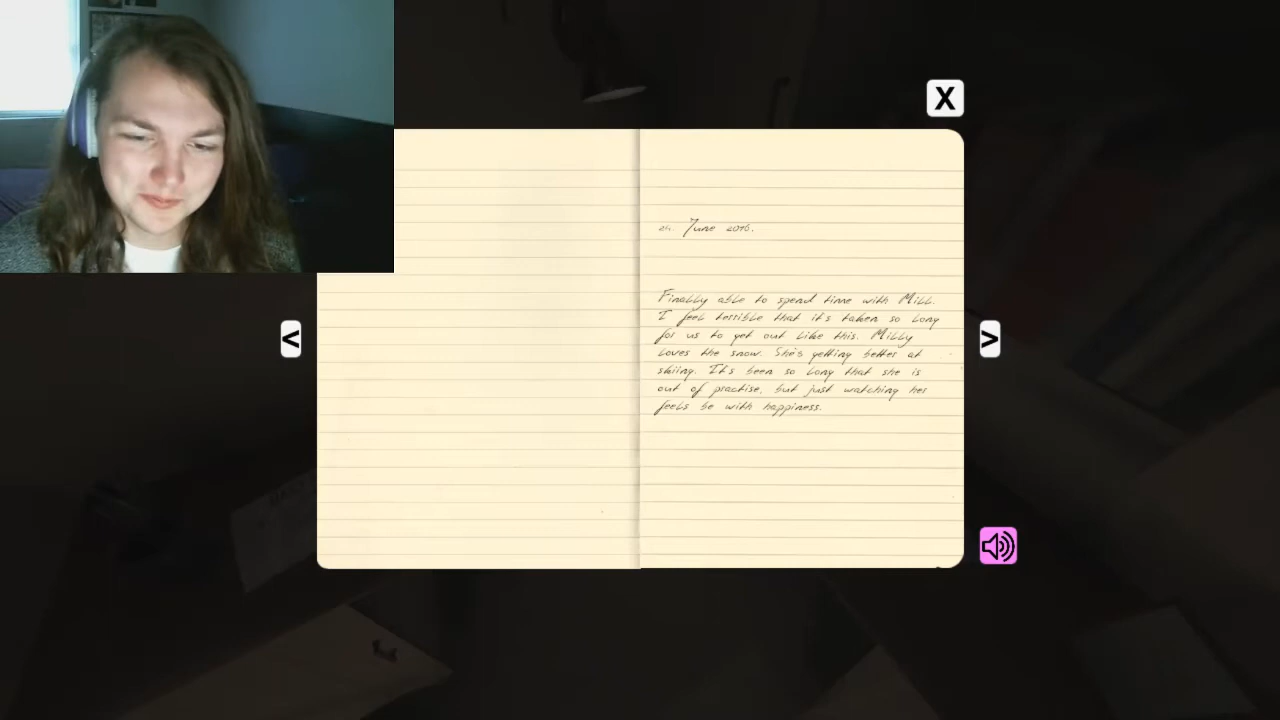 X
24. June 2016.
Finally able to spend time with Mill.
I feel terrible that it's taken so long
for us to get out like this. Milly
loves the snow. She's getting better at
skiing. It's been so long that she is
out of practise, but just watching her
feels be with happiness.
< >